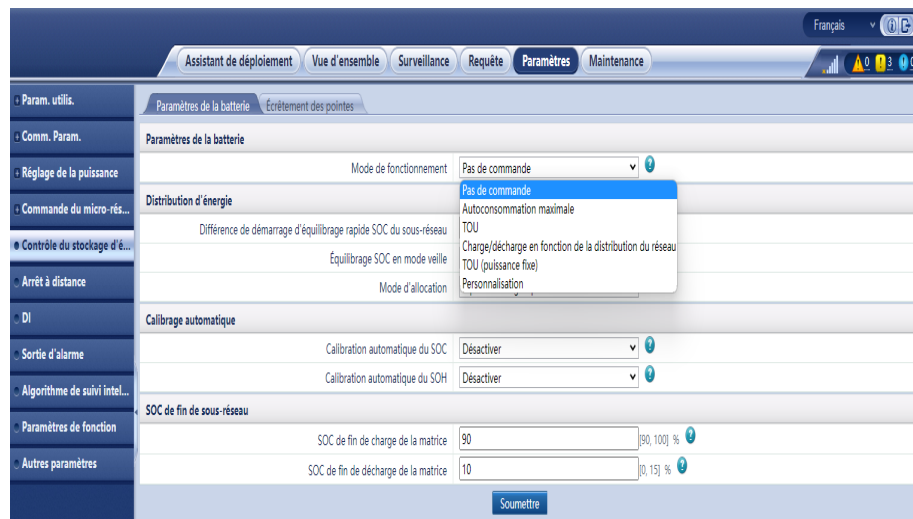 Français
Assistant de déploiement Vue d'ensemble Surveillance Requête Paramètres Maintenance
0 3
Param. utilis.
Comm. Param.
Réglage de la puissance
Commande du micro-rés...
Contrôle du stockage d'é...
Arrêt à distance
DI
Sortie d'alarme
Algorithme de suivi intel...
Paramètres de fonction
Autres paramètres
Paramètres de la batterie Écrêtement des pointes
Paramètres de la batterie
Mode de fonctionnement Pas de commande
Pas de commande
Autoconsommation maximale
TOU
Charge/décharge en fonction de la distribution du réseau
TOU (puissance fixe)
Personnalisation
Distribution d'énergie
Différence de démarrage d'équilibrage rapide SOC du sous-réseau
Équilibrage SOC en mode veille
Mode d'allocation
Calibrage automatique
Calibration automatique du SOC Désactiver
Calibration automatique du SOH Désactiver
SOC de fin de sous-réseau
SOC de fin de charge de la matrice 90 [90, 100] %
SOC de fin de décharge de la matrice 10 [0, 15] %
Soumettre